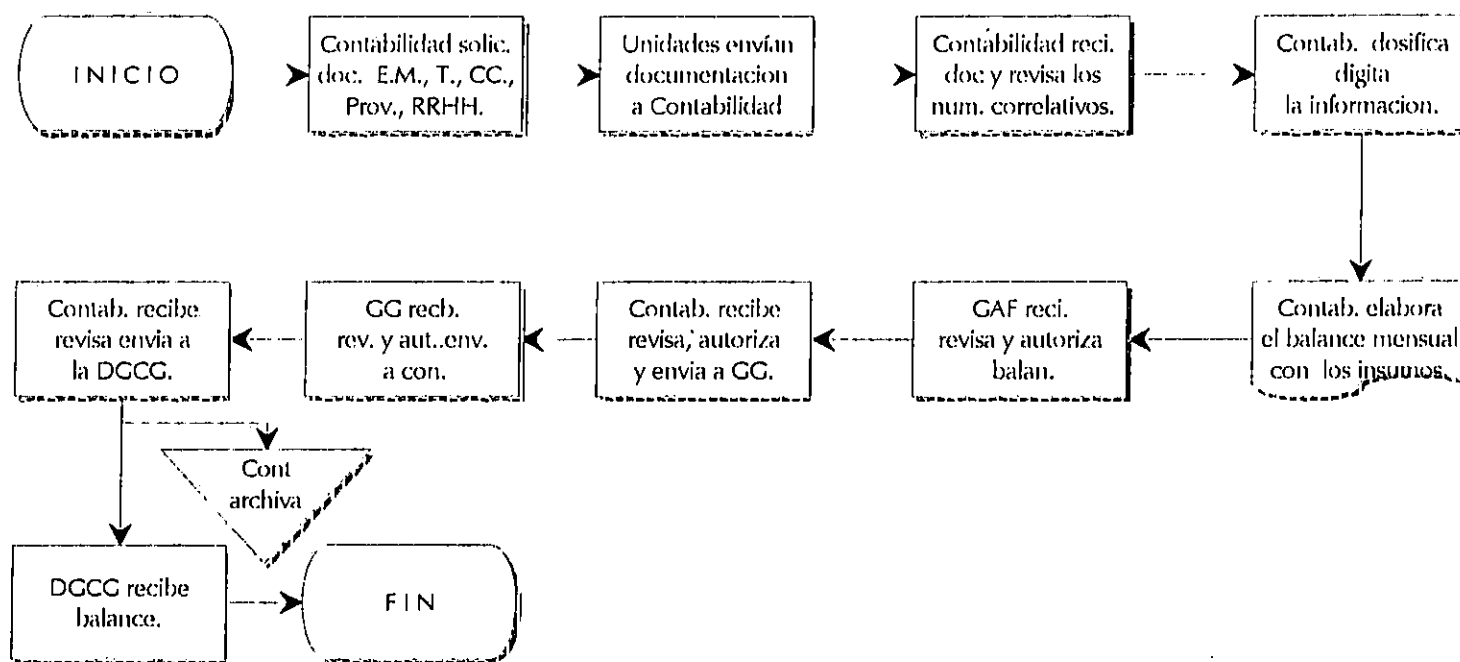 INICIO
Contabilidad solic.
doc. E.M., T., CC.,
Prov., RRHH.
Unidades envían
documentacion
a Contabilidad
Contabilidad reci.
doc y revisa los
num. correlativos.
Contab. dosifica
digita
la informacion.
Contab. recibe
revisa envia a
la DGCG.
GG recb.
rev. y aut..env.
a con.
Contab. recibe
revisa, autoriza
y envia a GG.
GAF reci.
revisa y autoriza
balan.
Contab. elabora
el balance mensual
con los insumos.
Cont
archiva
DGCG recibe
balance.
FIN